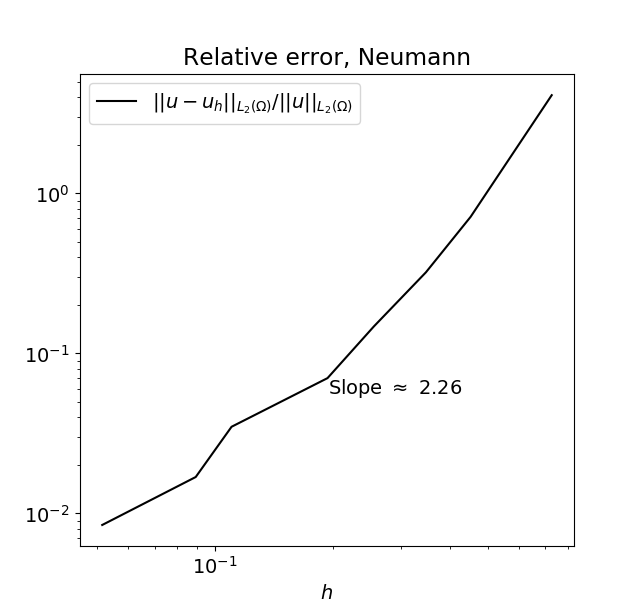 Relative error, Neumann
||u − u_h||_{L_2(Ω)}/||u||_{L_2(Ω)}
10^0
10^{-1}
Slope ≈ 2.26
10^{-2}
10^{-1}
h